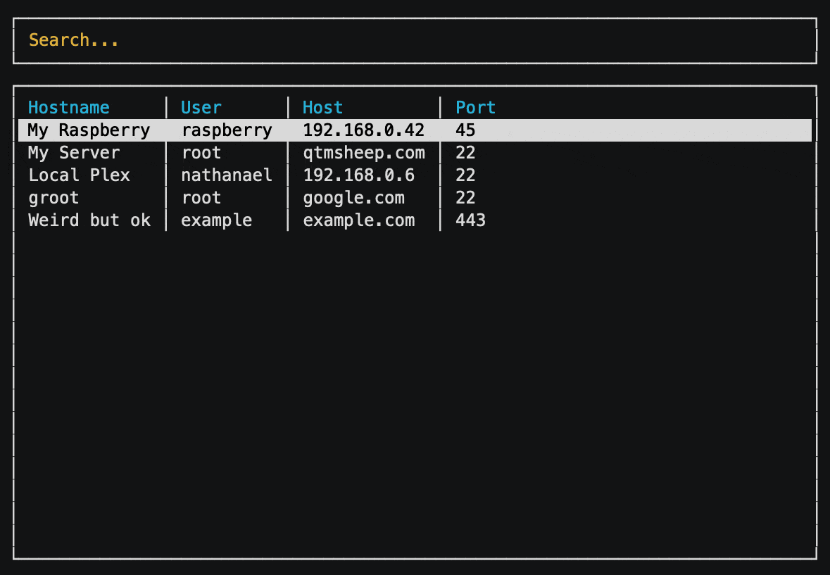 Search...
Hostname | User | Host | Port
My Raspberry | raspberry | 192.168.0.42 | 45
My Server | root | qtmsheep.com | 22
Local Plex | nathanael | 192.168.0.6 | 22
groot | root | google.com | 22
Weird but ok | example | example.com | 443